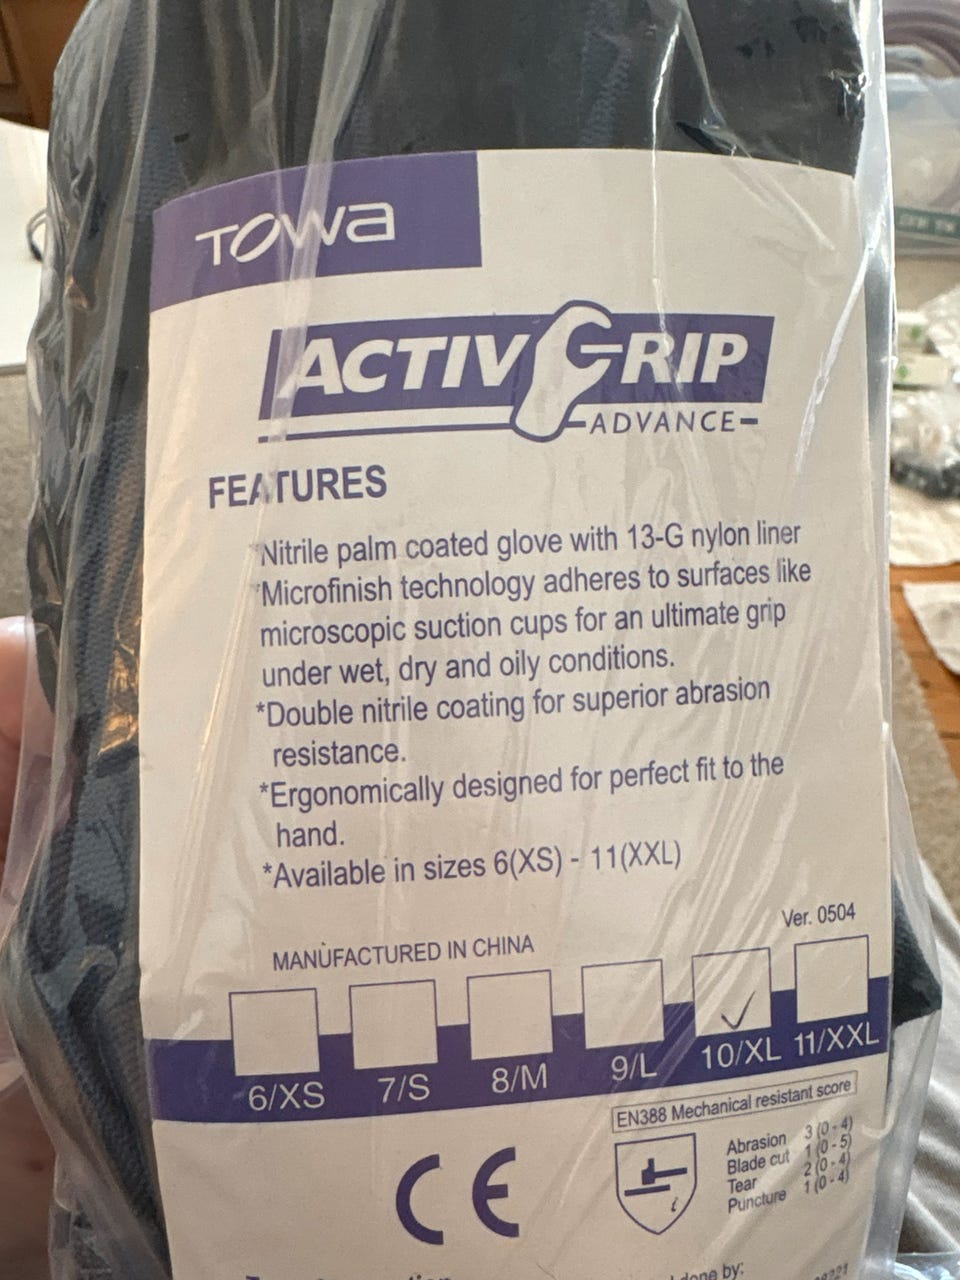 TOWA
ACTIVGRIP
ADVANCE
FEATURES
*Nitrile palm coated glove with 13-G nylon liner
*Microfinish technology adheres to surfaces like
microscopic suction cups for an ultimate grip
under wet, dry and oily conditions.
*Double nitrile coating for superior abrasion
resistance.
*Ergonomically designed for perfect fit to the
hand.
*Available in sizes 6(XS) - 11(XXL)
Ver. 0504
MANUFACTURED IN CHINA
6/XS 7/S 8/M 9/L 10/XL 11/XXL
EN388 Mechanical resistant score
CE
i
Abrasion 3 (0 - 4)
Blade cut 1 (0 - 5)
Tear 2 (0 - 4)
Puncture 1 (0 - 4)
done by: